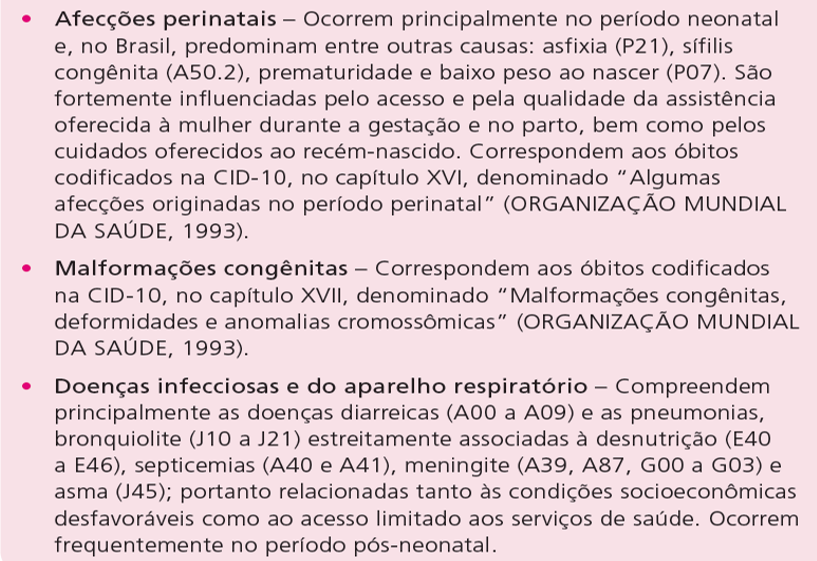 • Afecções perinatais – Ocorrem principalmente no período neonatal
e, no Brasil, predominam entre outras causas: asfixia (P21), sífilis
congênita (A50.2), prematuridade e baixo peso ao nascer (P07). São
fortemente influenciadas pelo acesso e pela qualidade da assistência
oferecida à mulher durante a gestação e no parto, bem como pelos
cuidados oferecidos ao recém-nascido. Correspondem aos óbitos
codificados na CID-10, no capítulo XVI, denominado “Algumas
afecções originadas no período perinatal” (ORGANIZAÇÃO MUNDIAL
DA SAÚDE, 1993).
• Malformações congênitas – Correspondem aos óbitos codificados
na CID-10, no capítulo XVII, denominado “Malformações congênitas,
deformidades e anomalias cromossômicas” (ORGANIZAÇÃO MUNDIAL
DA SAÚDE, 1993).
• Doenças infecciosas e do aparelho respiratório – Compreendem
principalmente as doenças diarreicas (A00 a A09) e as pneumonias,
bronquiolite (J10 a J21) estreitamente associadas à desnutrição (E40
a E46), septicemias (A40 e A41), meningite (A39, A87, G00 a G03) e
asma (J45); portanto relacionadas tanto às condições socioeconômicas
desfavoráveis como ao acesso limitado aos serviços de saúde. Ocorrem
frequentemente no período pós-neonatal.